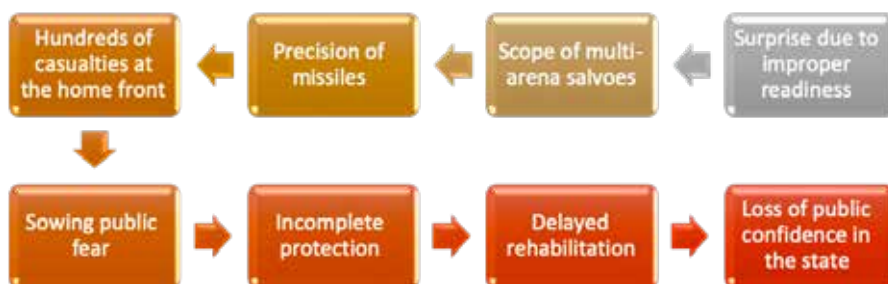 Hundreds of
casualties at
the home front
Precision of
missiles
Scope of multi-
arena salvoes
Surprise due to
improper
readiness
Sowing public
fear
Incomplete
protection
Delayed
rehabilitation
Loss of public
confidence in
the state